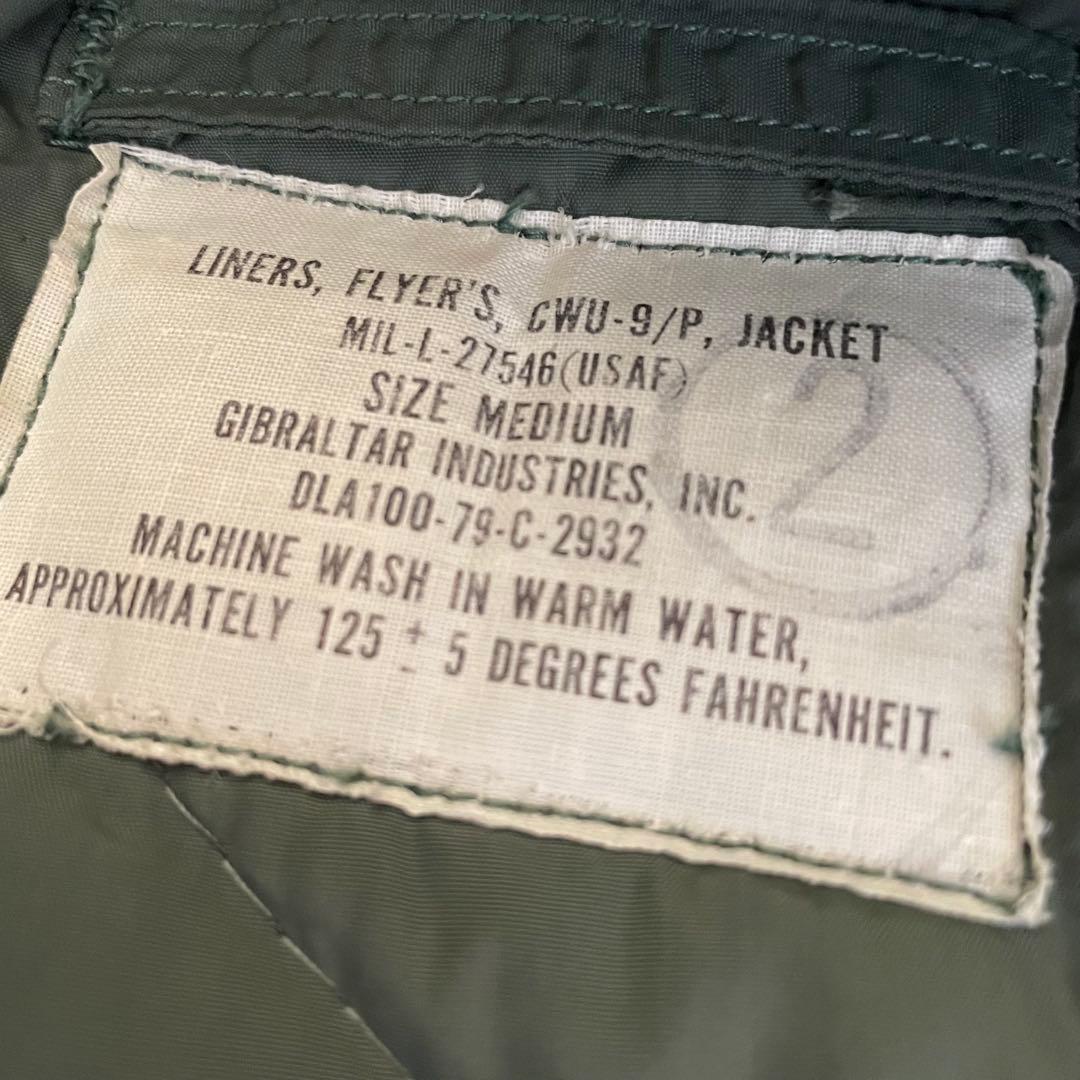 LINERS, FLYER'S, CWU-9/P, JACKET
MIL-L-27546(USAF)
SIZE MEDIUM
GIBRALTAR INDUSTRIES, INC.
DLA100-79-C-2932
MACHINE WASH IN WARM WATER,
APPROXIMATELY 125 ± 5 DEGREES FAHRENHEIT.
2